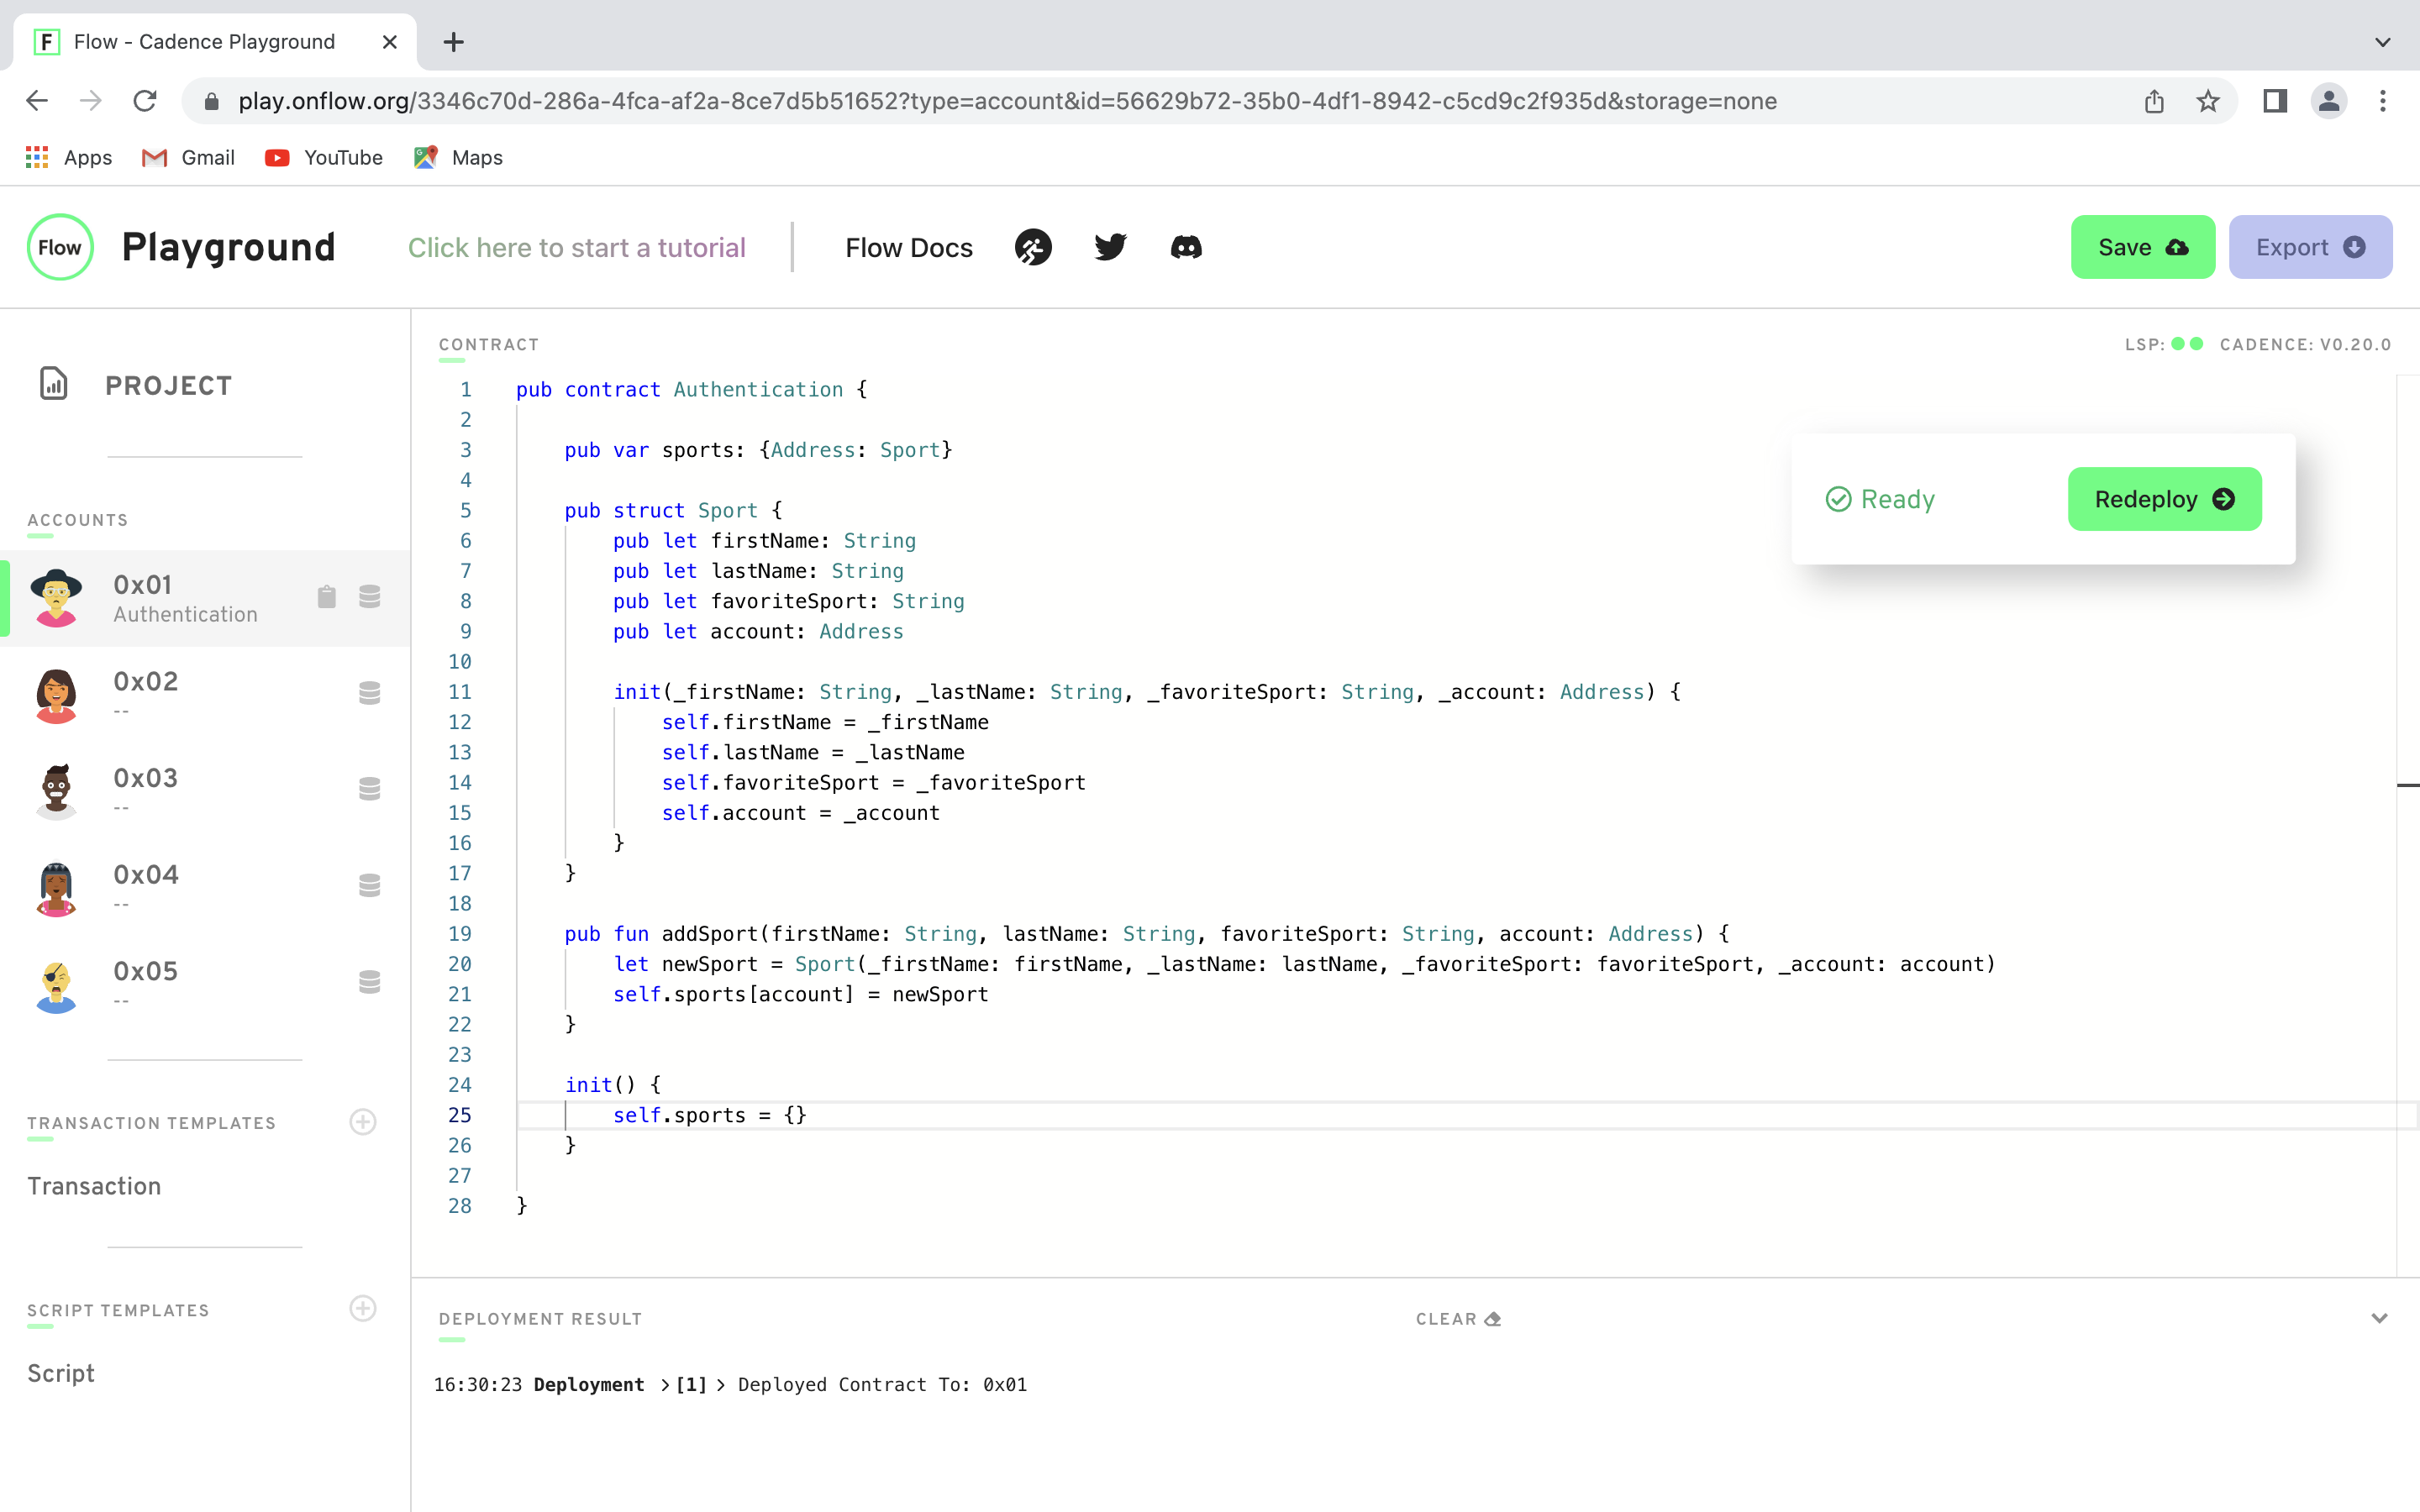 F Flow - Cadence Playground
play.onflow.org/3346c70d-286a-4fca-af2a-8ce7d5b51652?type=account&id=56629b72-35b0-4df1-8942-c5cd9c2f935d&storage=none
Apps Gmail YouTube Maps
Flow Playground Click here to start a tutorial Flow Docs Save Export
PROJECT
ACCOUNTS
0x01
Authentication
0x02
--
0x03
--
0x04
--
0x05
--
TRANSACTION TEMPLATES
Transaction
SCRIPT TEMPLATES
Script
CONTRACT LSP: CADENCE: V0.20.0
Ready Redeploy
1 pub contract Authentication {
2
3 pub var sports: {Address: Sport}
4
5 pub struct Sport {
6 pub let firstName: String
7 pub let lastName: String
8 pub let favoriteSport: String
9 pub let account: Address
10
11 init(_firstName: String, _lastName: String, _favoriteSport: String, _account: Address) {
12 self.firstName = _firstName
13 self.lastName = _lastName
14 self.favoriteSport = _favoriteSport
15 self.account = _account
16 }
17 }
18
19 pub fun addSport(firstName: String, lastName: String, favoriteSport: String, account: Address) {
20 let newSport = Sport(_firstName: firstName, _lastName: lastName, _favoriteSport: favoriteSport, _account: account)
21 self.sports[account] = newSport
22 }
23
24 init() {
25 self.sports = {}
26 }
27
28 }
DEPLOYMENT RESULT CLEAR
16:30:23 Deployment >[1]> Deployed Contract To: 0x01